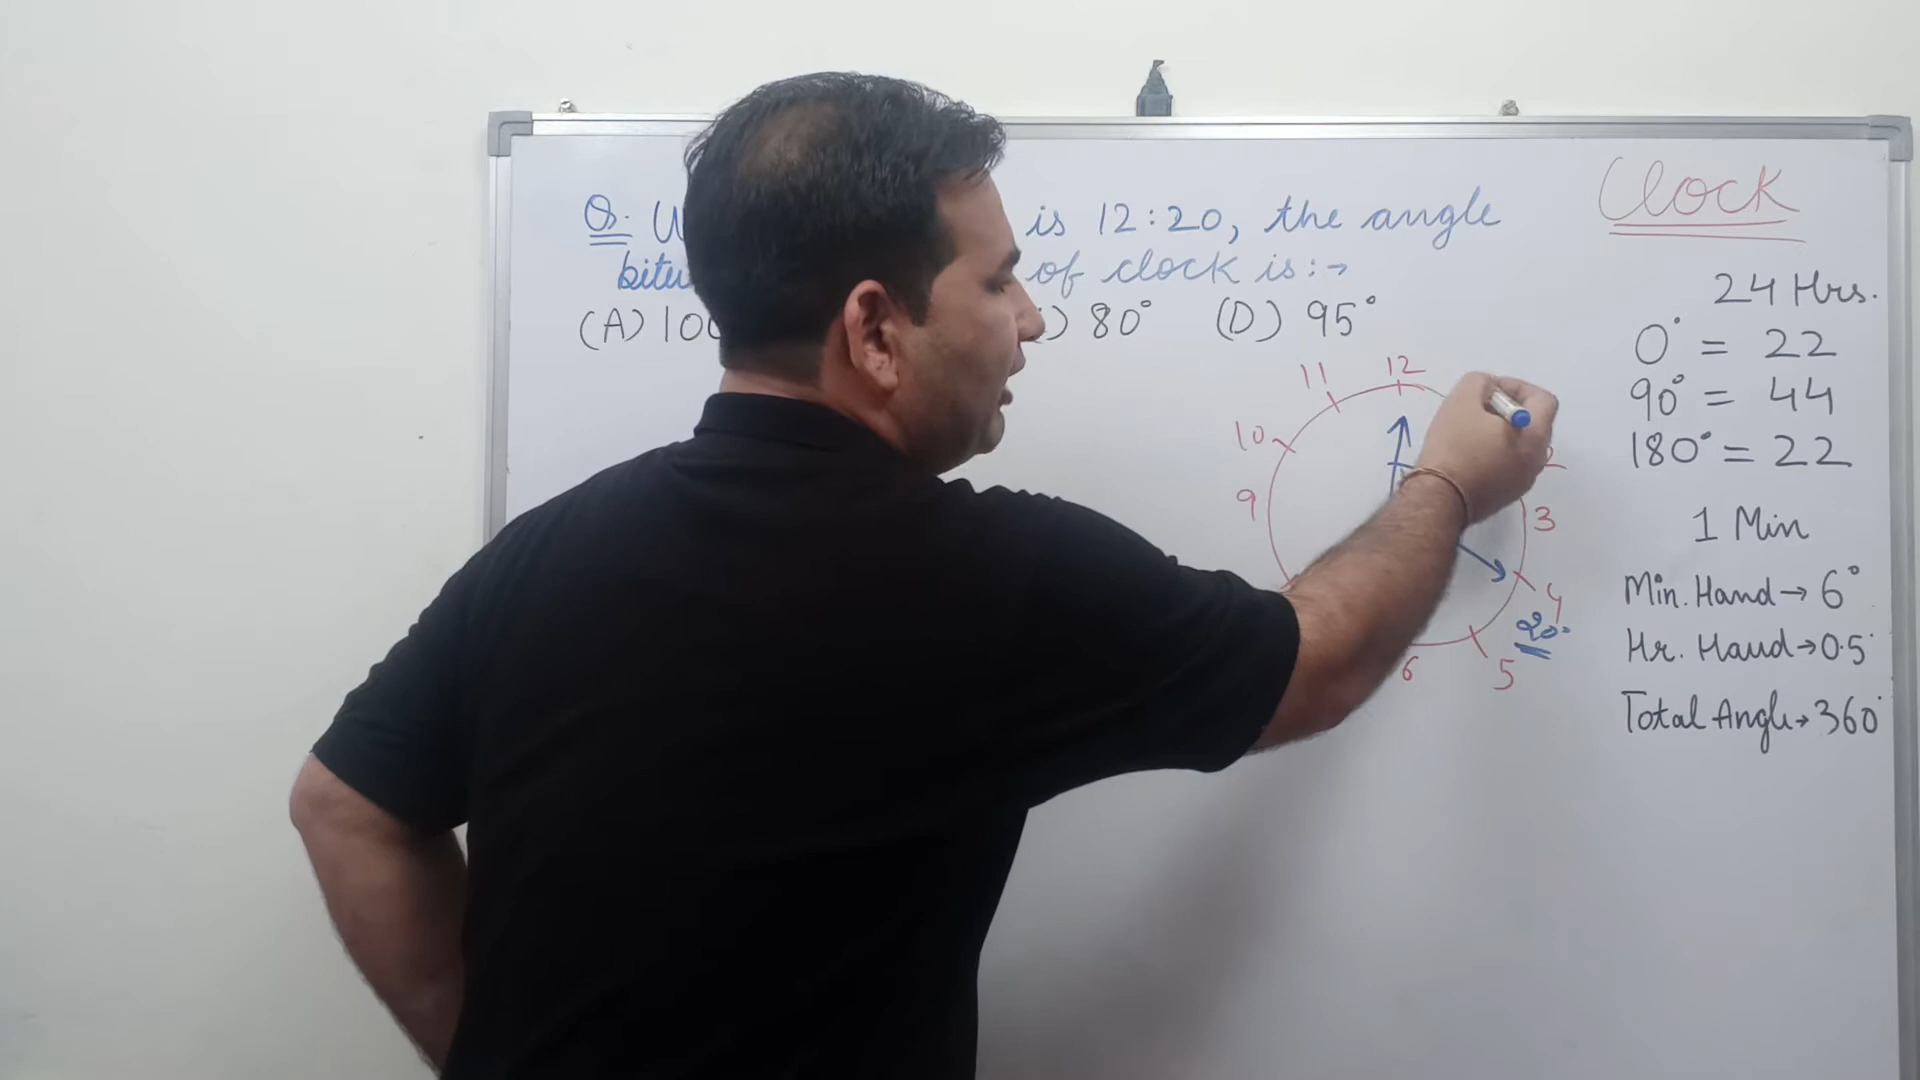 Q. is 12:20, the angle
of clock is:→
(A) 80° (D) 95°
Clock
24 Hrs.
0° = 22
90° = 44
180° = 22
1 Min
Min. Hand→6°
Hr. Hand→0.5°
Total Angle→360°
11 12
10
9 3
4
20°
6 5